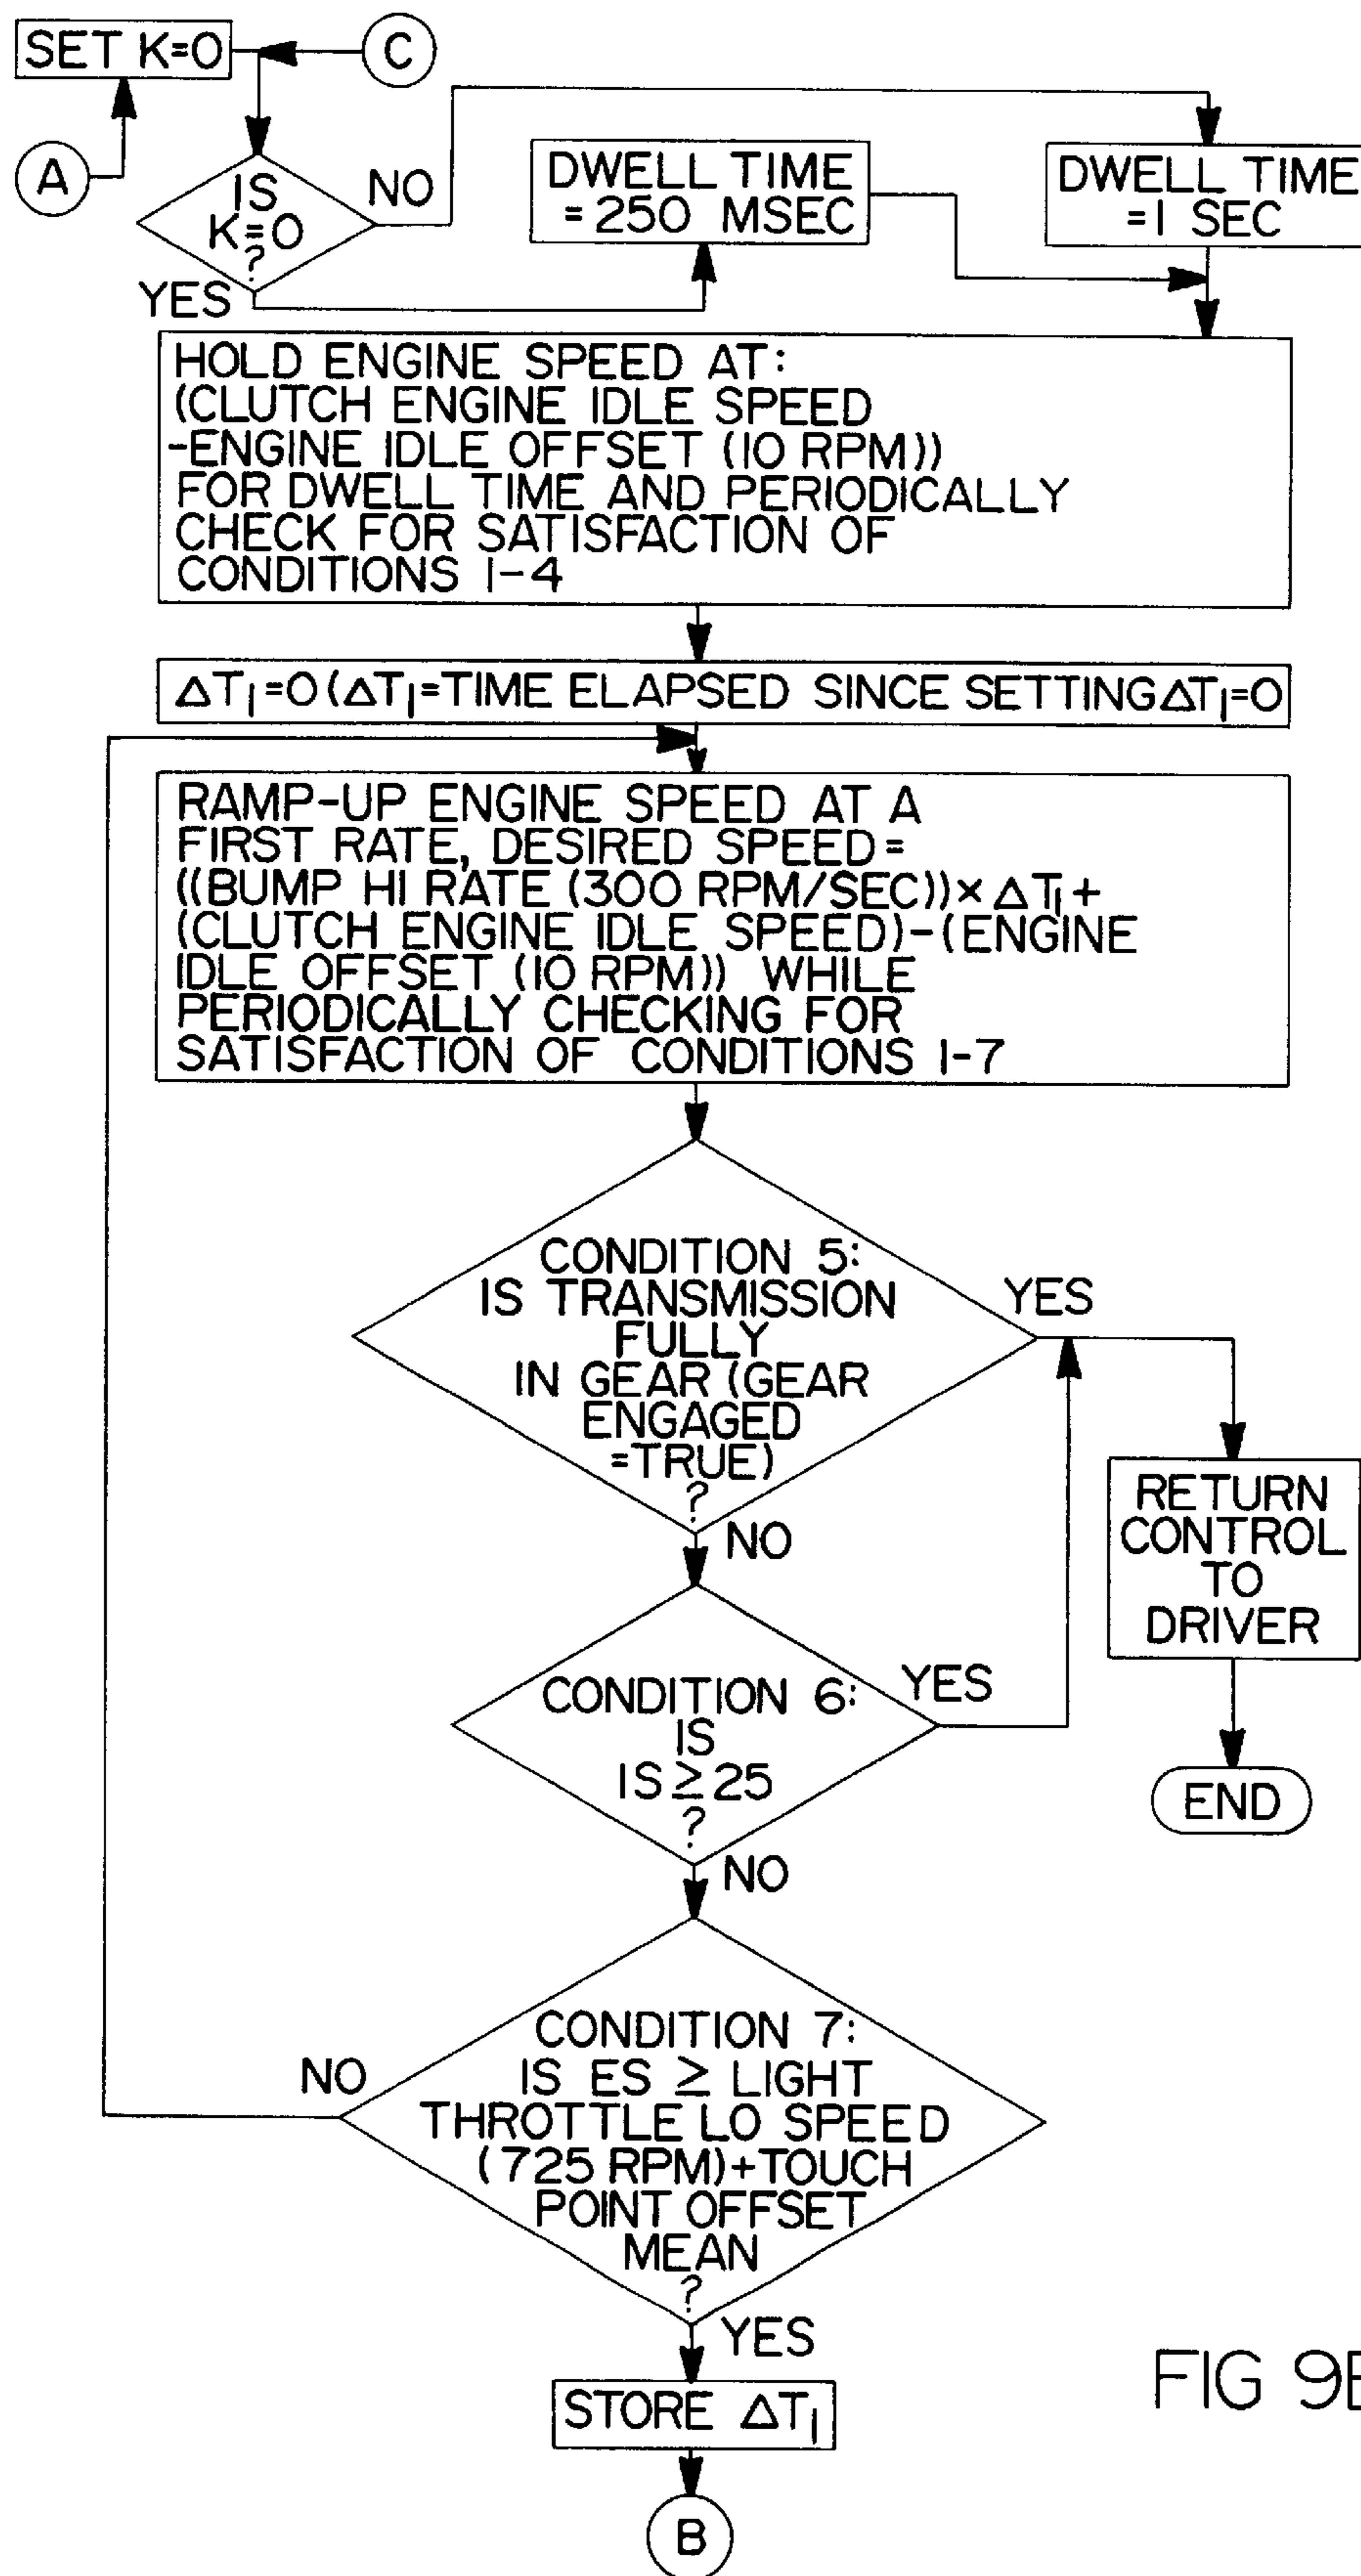 SET K=0
C
A
IS
K=0
?
NO
YES
DWELL TIME
=250 MSEC
DWELL TIME
=1 SEC
HOLD ENGINE SPEED AT:
(CLUTCH ENGINE IDLE SPEED
-ENGINE IDLE OFFSET (10 RPM))
FOR DWELL TIME AND PERIODICALLY
CHECK FOR SATISFACTION OF
CONDITIONS 1-4
ΔT₁=0 (ΔT₁=TIME ELAPSED SINCE SETTING ΔT₁=0
RAMP-UP ENGINE SPEED AT A
FIRST RATE, DESIRED SPEED=
((BUMP HI RATE (300 RPM/SEC))× ΔT₁+
(CLUTCH ENGINE IDLE SPEED)-(ENGINE
IDLE OFFSET (10 RPM)) WHILE
PERIODICALLY CHECKING FOR
SATISFACTION OF CONDITIONS 1-7
CONDITION 5:
IS TRANSMISSION
FULLY
IN GEAR (GEAR
ENGAGED
=TRUE)
?
YES
NO
RETURN
CONTROL
TO
DRIVER
END
CONDITION 6:
IS
IS≥25
?
YES
NO
CONDITION 7:
IS ES ≥ LIGHT
THROTTLE LO SPEED
(725 RPM)+TOUCH
POINT OFFSET
MEAN
?
NO
YES
STORE ΔT₁
B
FIG 9B